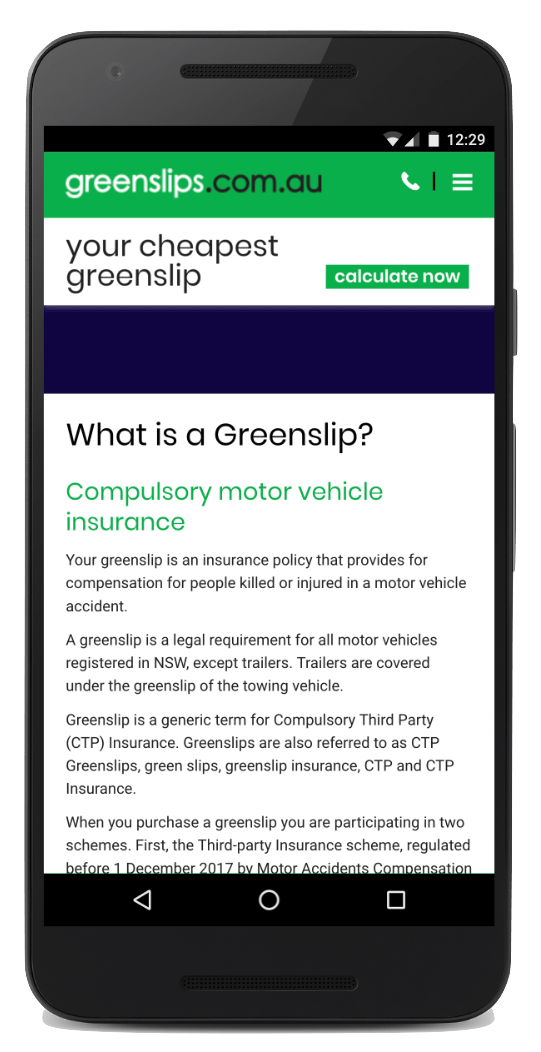 12:29
greenslips.com.au
your cheapest
greenslip
calculate now
What is a Greenslip?
Compulsory motor vehicle
insurance
Your greenslip is an insurance policy that provides for
compensation for people killed or injured in a motor vehicle
accident.
A greenslip is a legal requirement for all motor vehicles
registered in NSW, except trailers. Trailers are covered
under the greenslip of the towing vehicle.
Greenslip is a generic term for Compulsory Third Party
(CTP) Insurance. Greenslips are also referred to as CTP
Greenslips, green slips, greenslip insurance, CTP and CTP
Insurance.
When you purchase a greenslip you are participating in two
schemes. First, the Third-party Insurance scheme, regulated
before 1 December 2017 by Motor Accidents Compensation